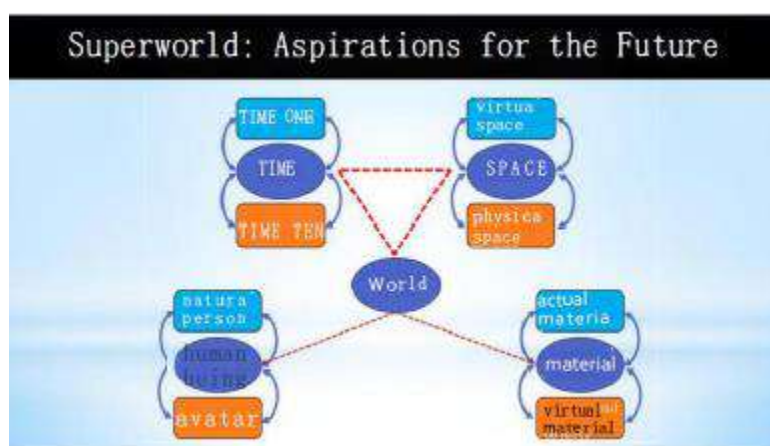 Superworld: Aspirations for the Future
TIME ONE
TIME
TIME TEN
virtua
space
SPACE
physica
space
World
natura
person
human
being
avatar
actual
materia
material
virtual
material